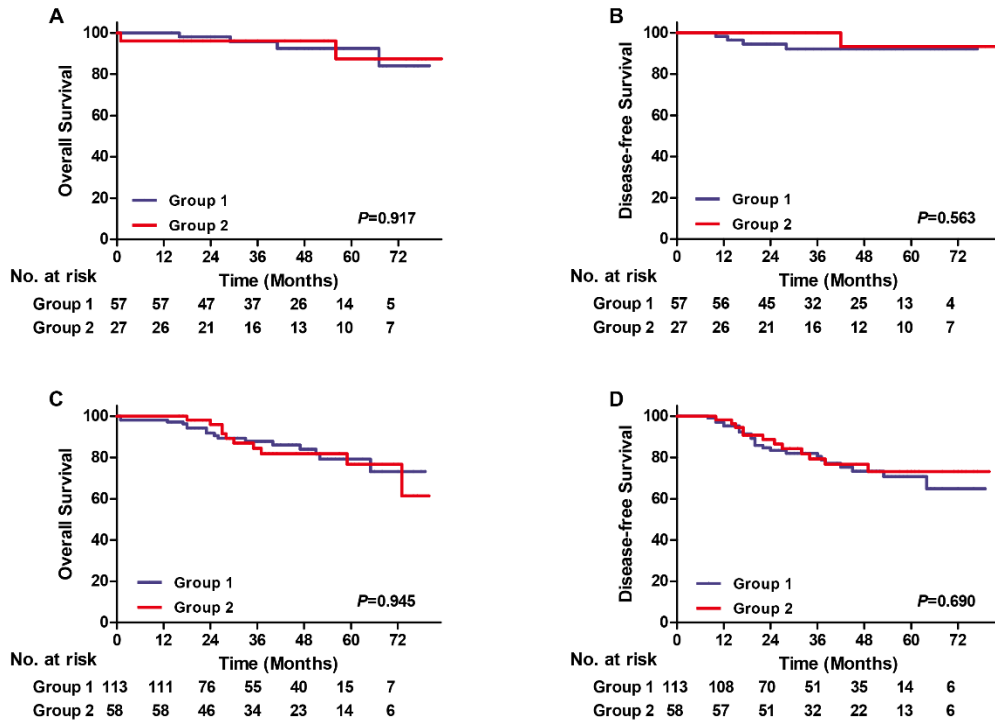 A
B
Overall Survival
100
80
60
40
20
0
Group 1
Group 2
P=0.917
0 12 24 36 48 60 72
No. at risk
Time (Months)
Group 1 57 57 47 37 26 14 5
Group 2 27 26 21 16 13 10 7
Disease-free Survival
100
80
60
40
20
0
Group 1
Group 2
P=0.563
0 12 24 36 48 60 72
No. at risk
Time (Months)
Group 1 57 56 45 32 25 13 4
Group 2 27 26 21 16 12 10 7
C
D
Overall Survival
100
80
60
40
20
0
Group 1
Group 2
P=0.945
0 12 24 36 48 60 72
No. at risk
Time (Months)
Group 1 113 111 76 55 40 15 7
Group 2 58 58 46 34 23 14 6
Disease-free Survival
100
80
60
40
20
0
Group 1
Group 2
P=0.690
0 12 24 36 48 60 72
No. at risk
Time (Months)
Group 1 113 108 70 51 35 14 6
Group 2 58 57 51 32 22 13 6